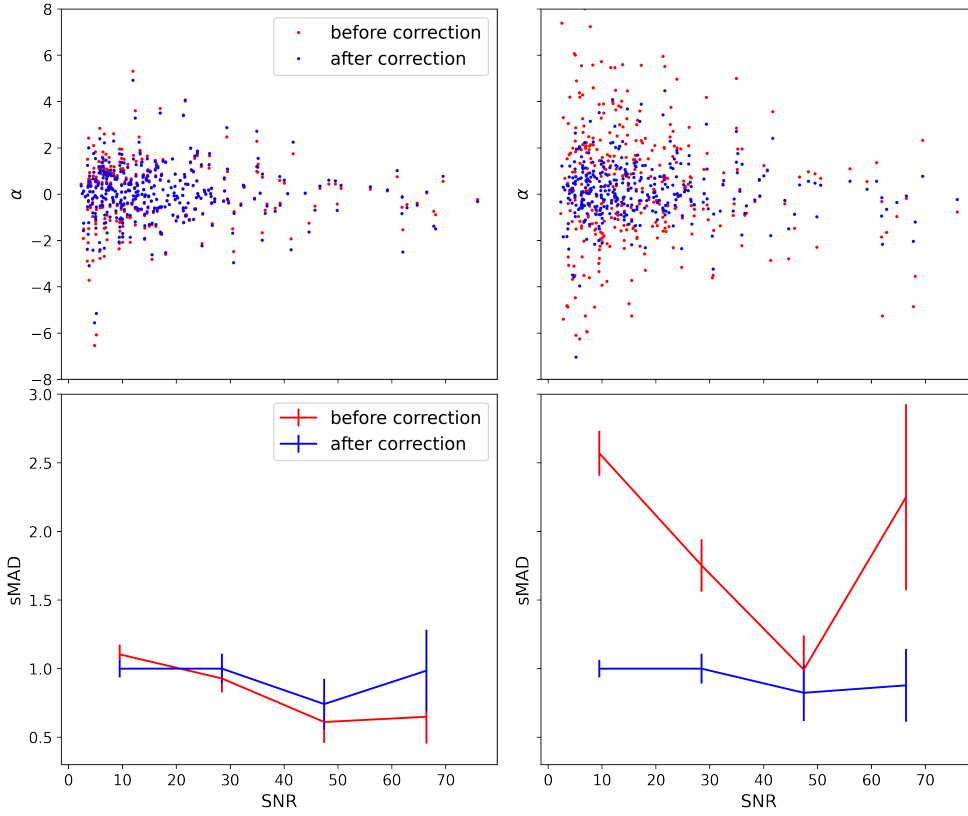 8
6
4
2
0
−2
−4
−6
−8
α
before correction
after correction
α
3.0
2.5
2.0
1.5
1.0
0.5
sMAD
before correction
after correction
sMAD
0 10 20 30 40 50 60 70
SNR
0 10 20 30 40 50 60 70
SNR